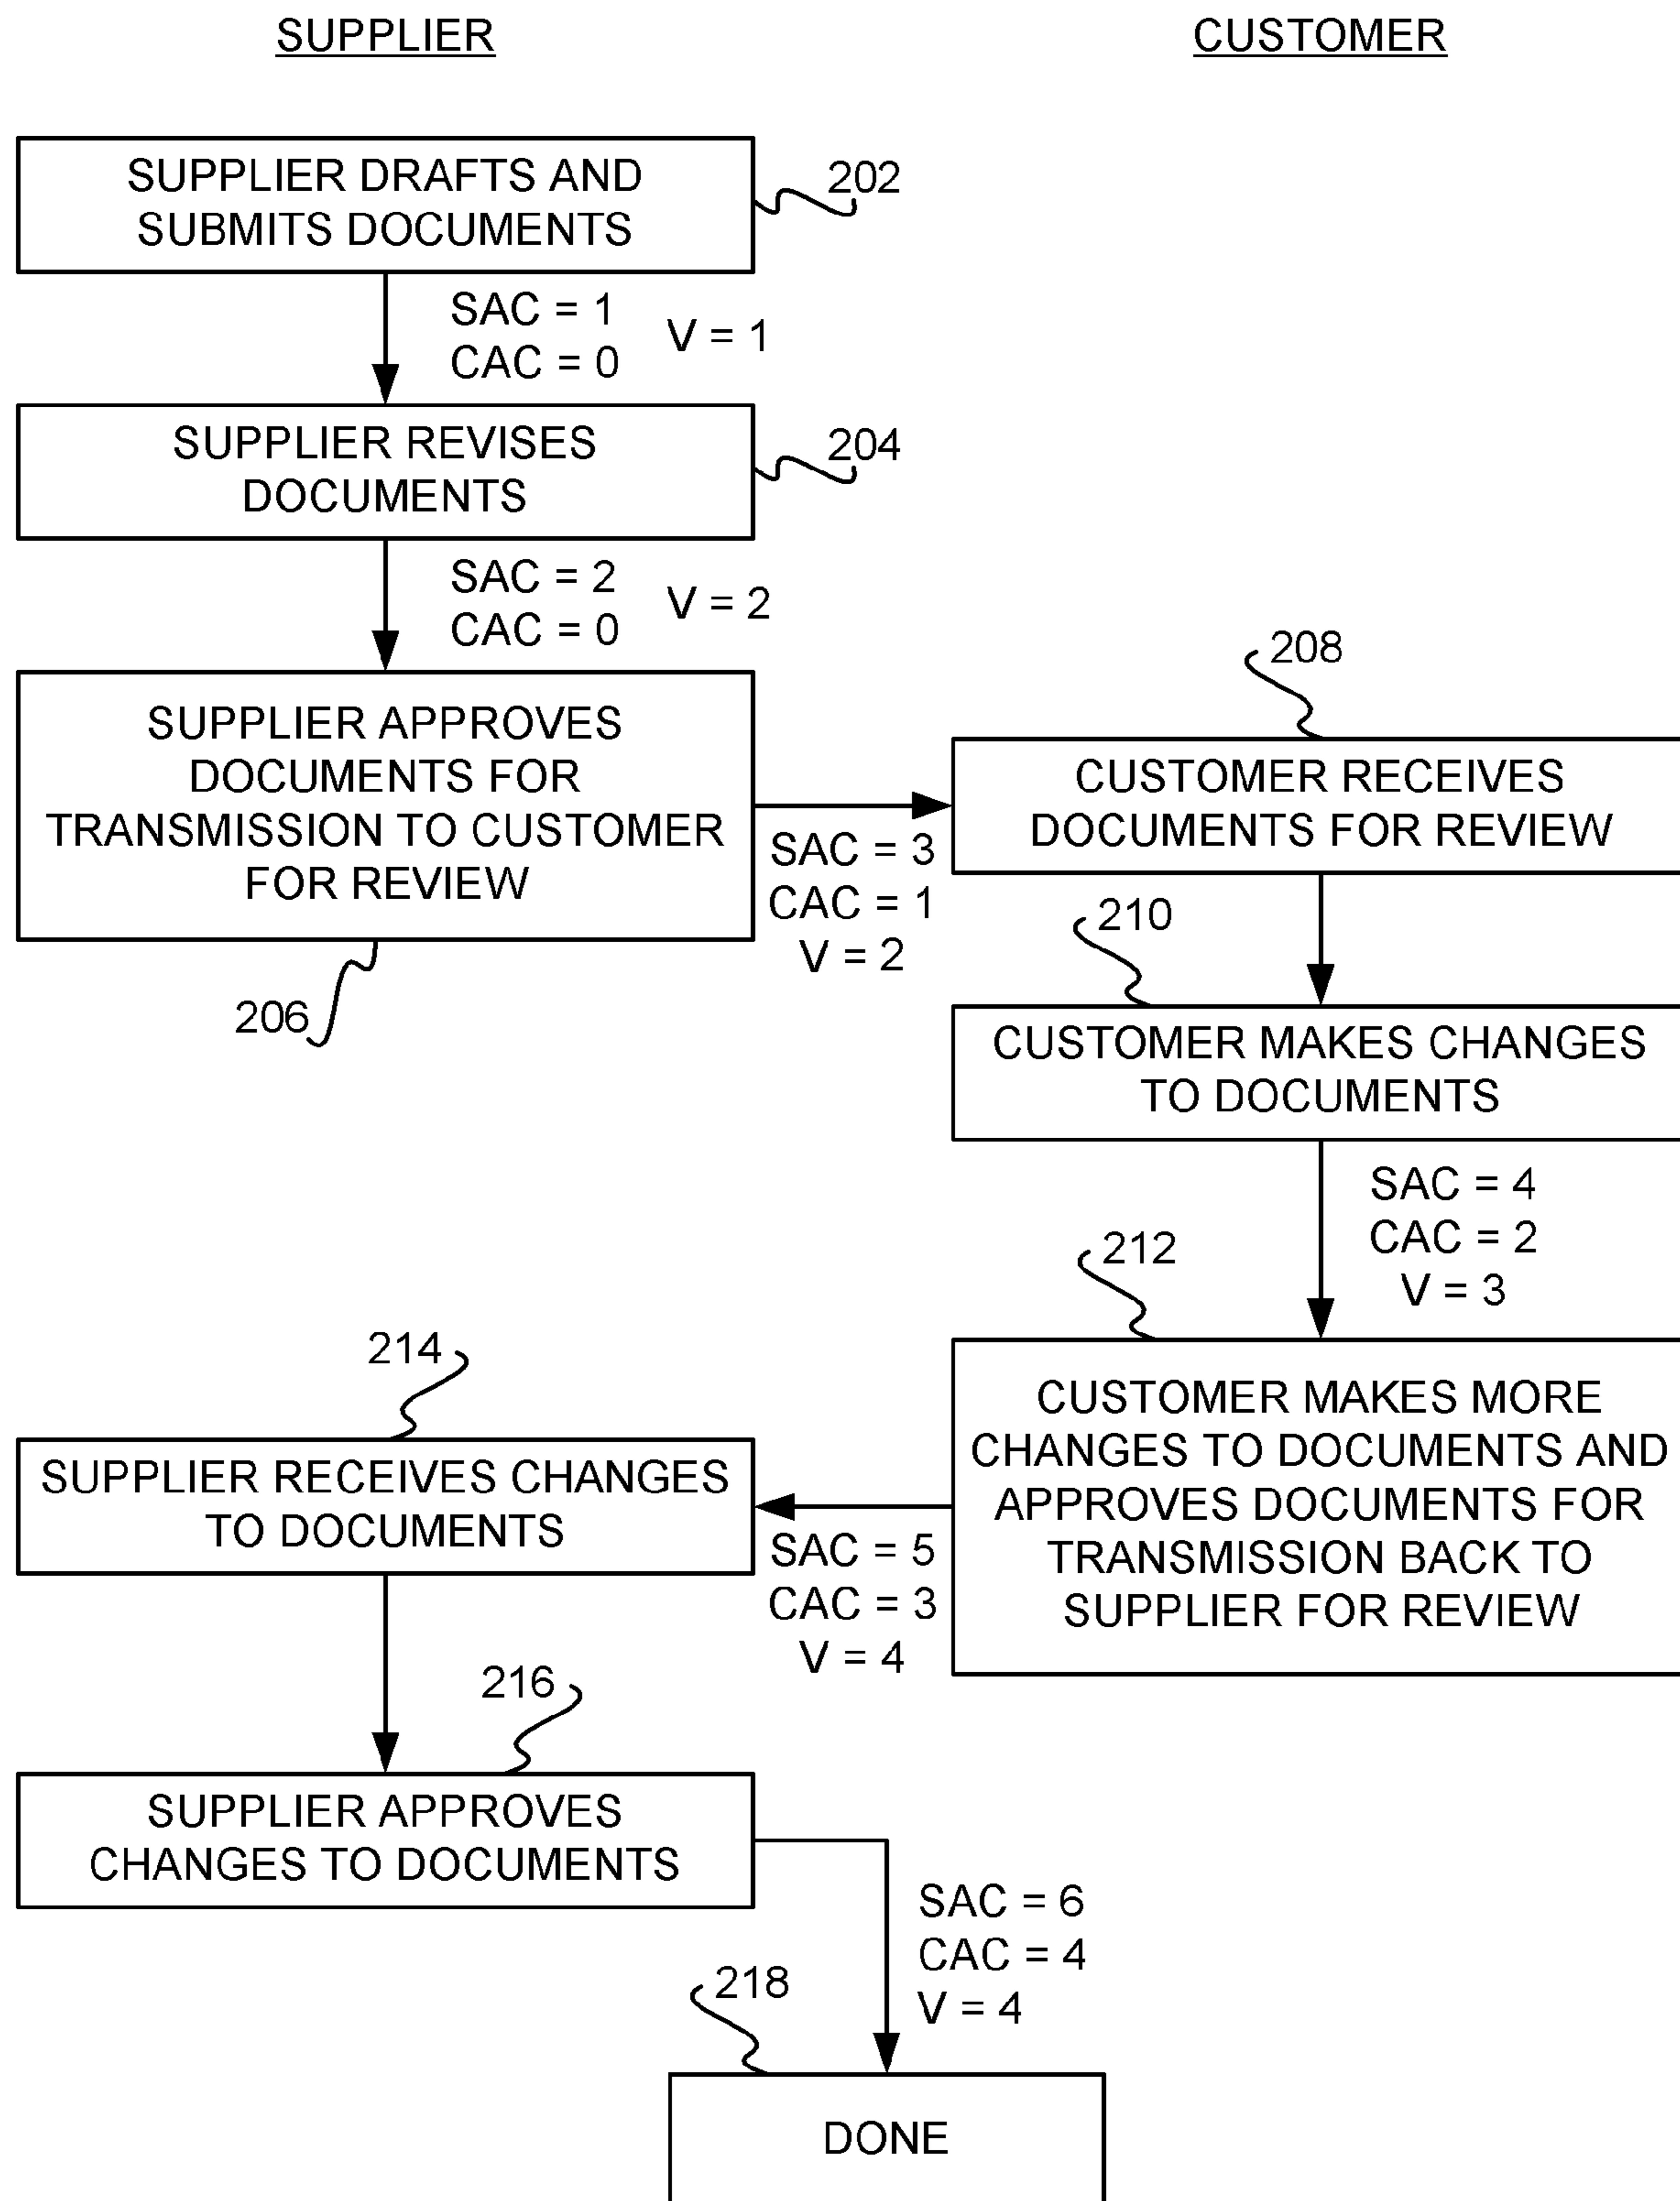 SUPPLIER
CUSTOMER
SUPPLIER DRAFTS AND
SUBMITS DOCUMENTS
202
SAC = 1
CAC = 0
V = 1
SUPPLIER REVISES
DOCUMENTS
204
SAC = 2
CAC = 0
V = 2
SUPPLIER APPROVES
DOCUMENTS FOR
TRANSMISSION TO CUSTOMER
FOR REVIEW
206
SAC = 3
CAC = 1
V = 2
208
CUSTOMER RECEIVES
DOCUMENTS FOR REVIEW
210
CUSTOMER MAKES CHANGES
TO DOCUMENTS
SAC = 4
CAC = 2
V = 3
212
CUSTOMER MAKES MORE
CHANGES TO DOCUMENTS AND
APPROVES DOCUMENTS FOR
TRANSMISSION BACK TO
SUPPLIER FOR REVIEW
SAC = 5
CAC = 3
V = 4
214
SUPPLIER RECEIVES CHANGES
TO DOCUMENTS
216
SUPPLIER APPROVES
CHANGES TO DOCUMENTS
SAC = 6
CAC = 4
V = 4
218
DONE